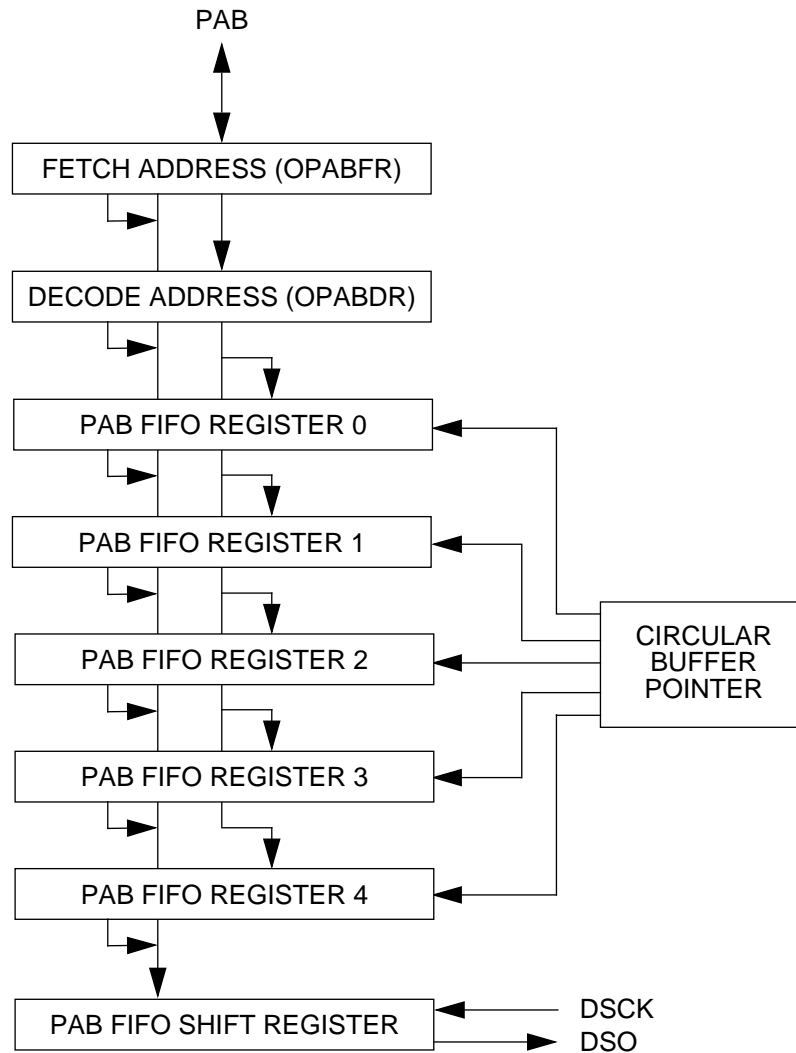 PAB
FETCH ADDRESS (OPABFR)
DECODE ADDRESS (OPABDR)
PAB FIFO REGISTER 0
PAB FIFO REGISTER 1
PAB FIFO REGISTER 2
PAB FIFO REGISTER 3
PAB FIFO REGISTER 4
CIRCULAR
BUFFER
POINTER
PAB FIFO SHIFT REGISTER
DSCK
DSO